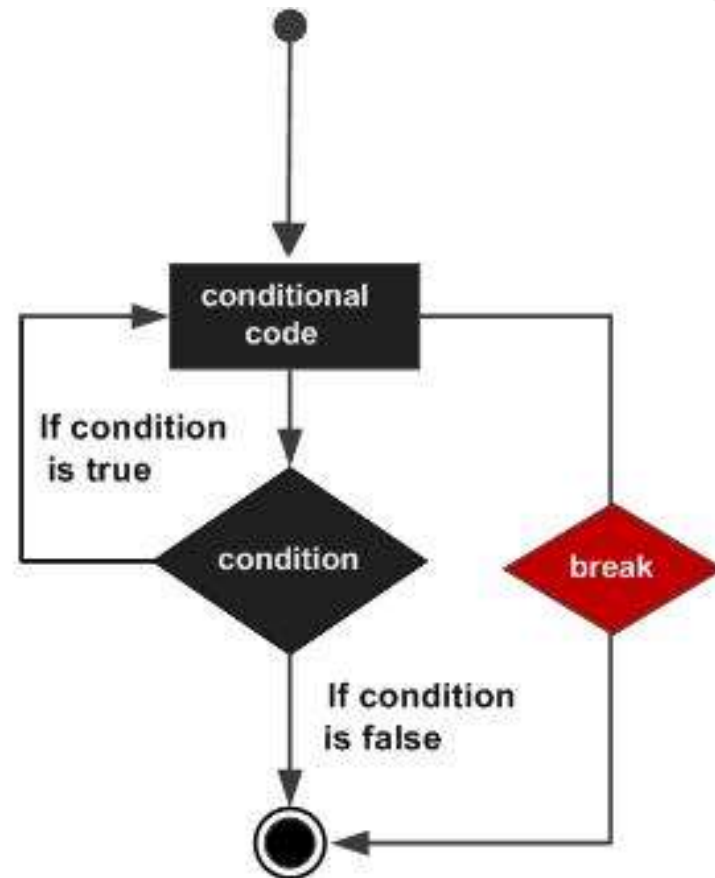 conditional
code
If condition
is true
condition
break
If condition
is false